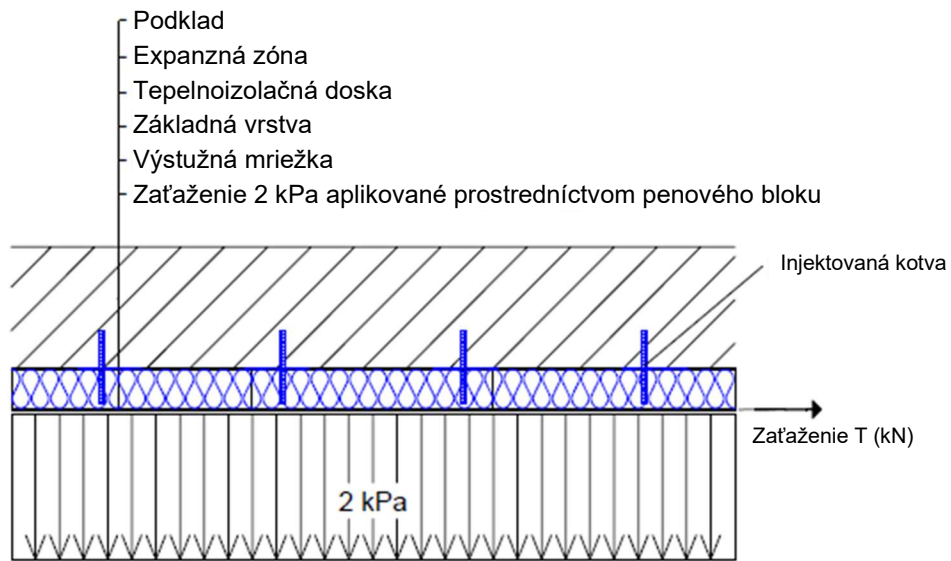 Podklad
Expanzná zóna
Tepelnoizolačná doska
Základná vrstva
Výstužná mriežka
Zaťaženie 2 kPa aplikované prostredníctvom penového bloku
Injektovaná kotva
Zaťaženie T (kN)
2 kPa